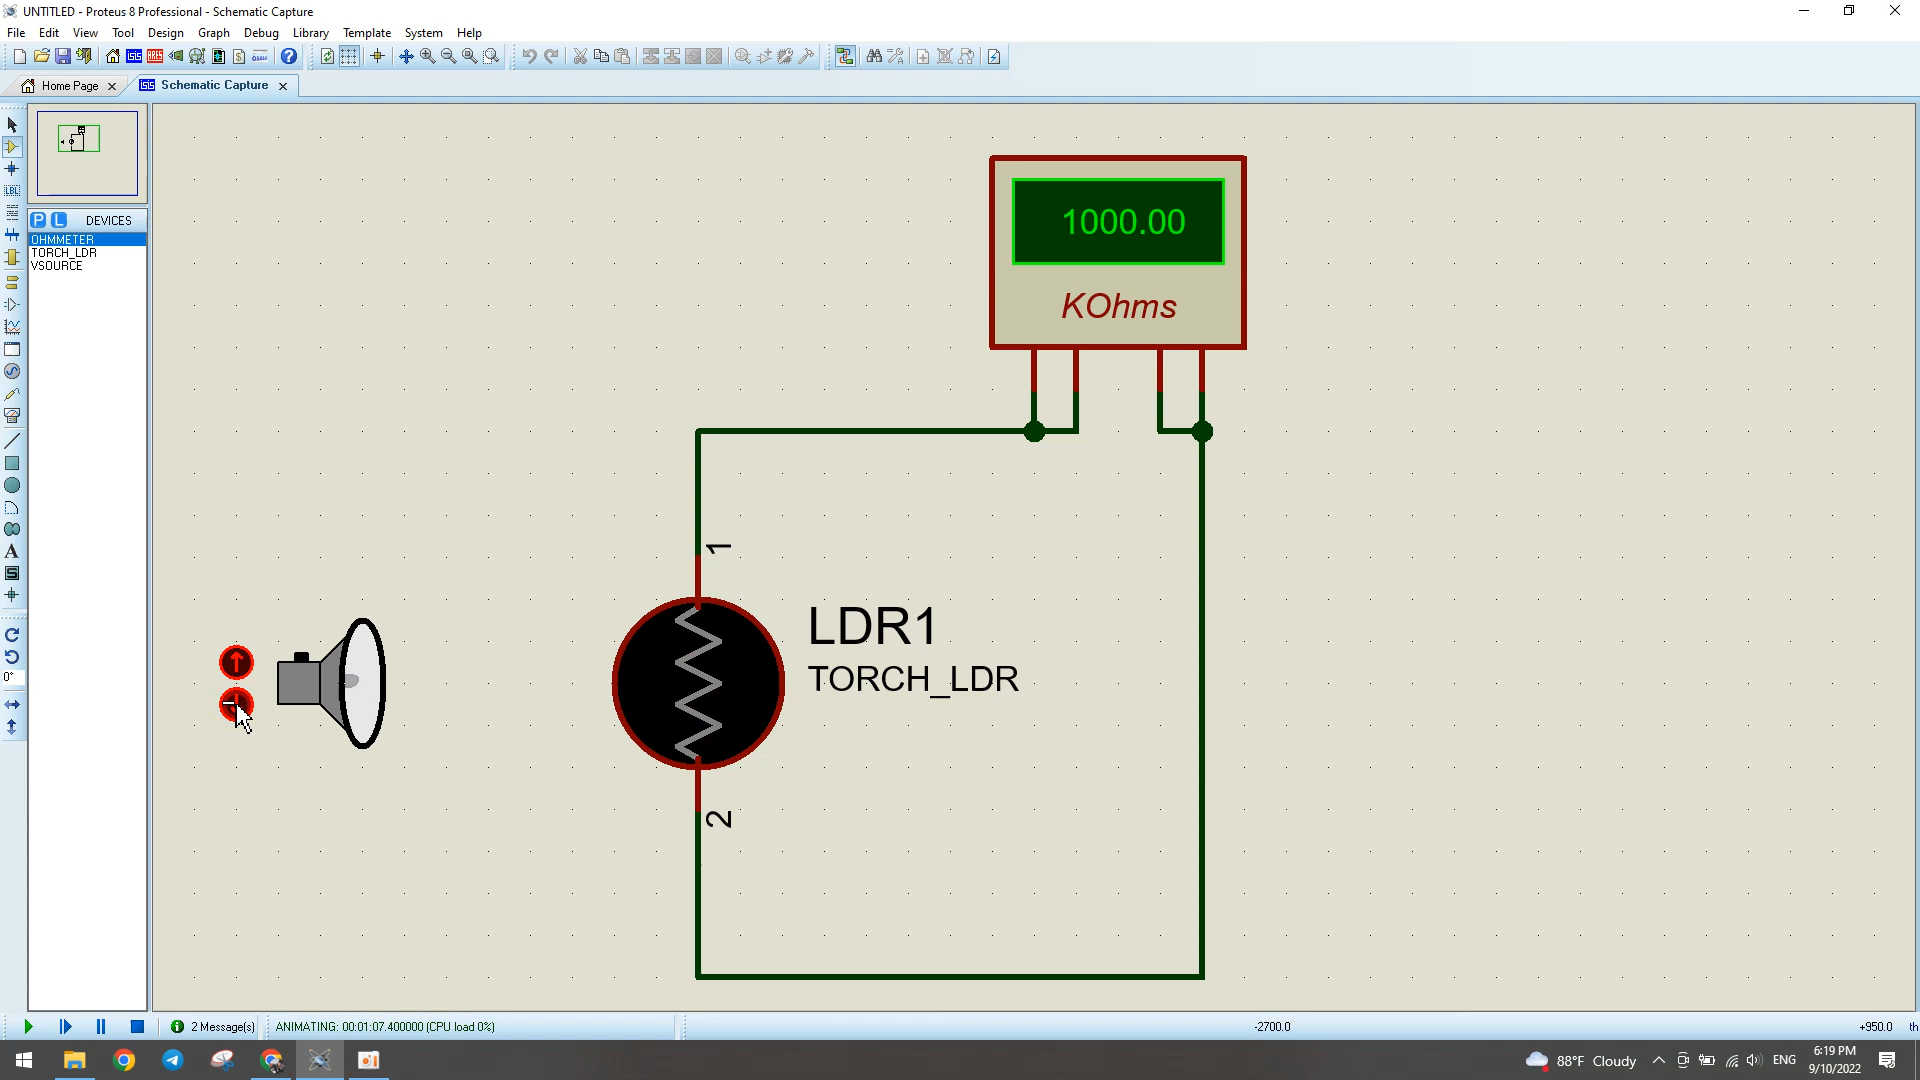 UNTITLED - Proteus 8 Professional - Schematic Capture
File Edit View Tool Design Graph Debug Library Template System Help
Home Page Schematic Capture
P L DEVICES
OHMMETER
TORCH_LDR
VSOURCE
LBL
A
S
0°
1000.00
KOhms
1
LDR1
TORCH_LDR
2
2 Message(s) ANIMATING: 00:01:07.400000 (CPU load 0%) -2700.0 +950.0 th
88°F Cloudy ENG 6:19 PM
9/10/2022